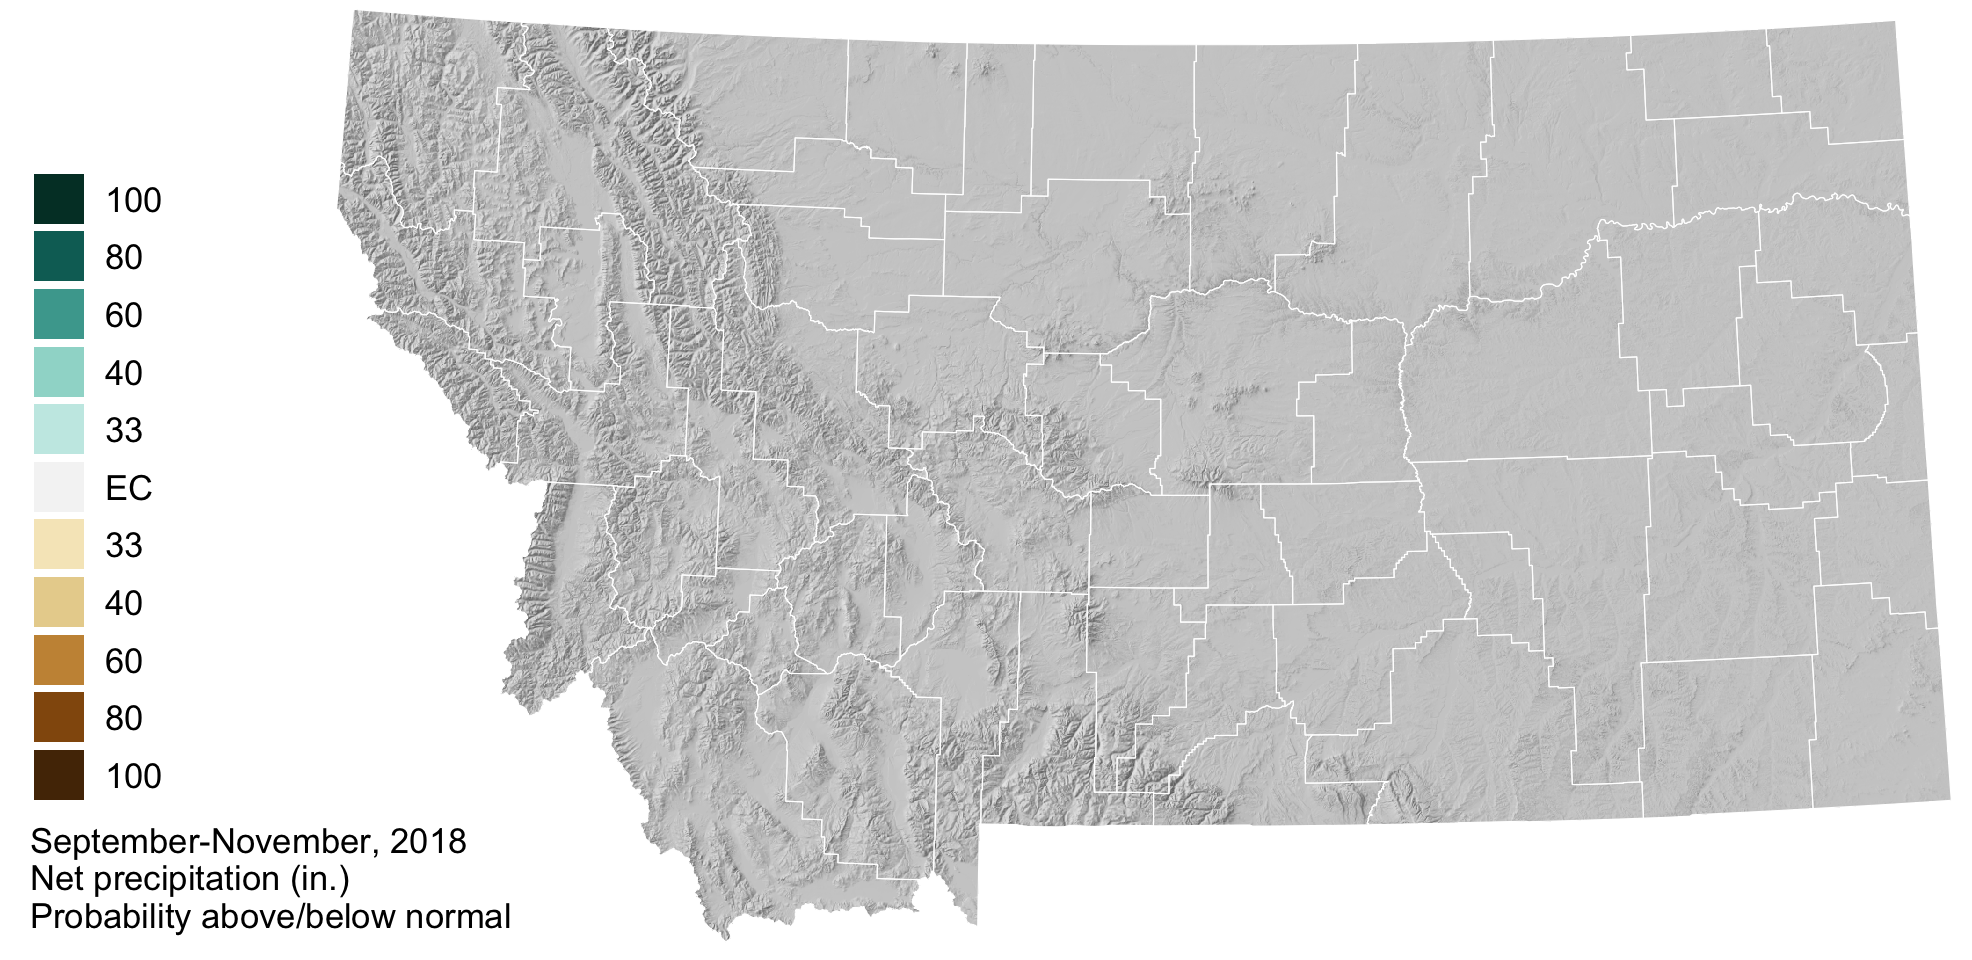 100
80
60
40
33
EC
33
40
60
80
100
September-November, 2018
Net precipitation (in.)
Probability above/below normal